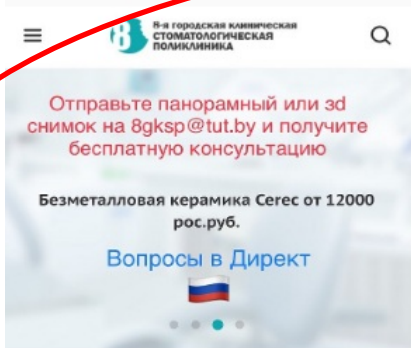 8-я городская клиническая
стоматологическая
поликлиника
Отправьте панорамный или зd
снимок на 8gksp@tut.by и получите
бесплатную консультацию
Безметалловая керамика Cerec от 12000
рос.руб.
Вопросы в Директ